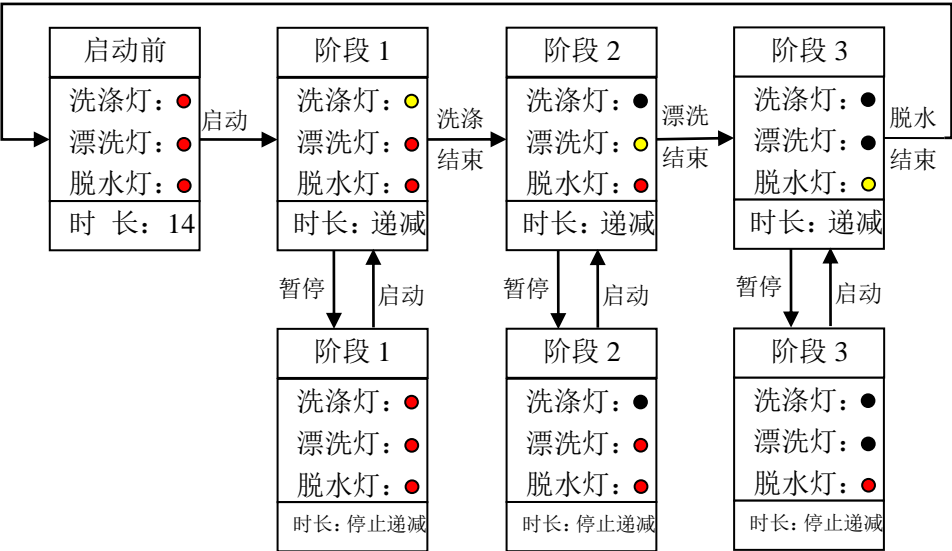 启动前
洗涤灯：
漂洗灯：
脱水灯：
时 长：14
启动
阶段 1
洗涤灯：
漂洗灯：
脱水灯：
时长：递减
洗涤
结束
阶段 2
洗涤灯：
漂洗灯：
脱水灯：
时长：递减
漂洗
结束
阶段 3
洗涤灯：
漂洗灯：
脱水灯：
时长：递减
脱水
结束
暂停
启动
暂停
启动
暂停
启动
阶段 1
洗涤灯：
漂洗灯：
脱水灯：
时长：停止递减
阶段 2
洗涤灯：
漂洗灯：
脱水灯：
时长：停止递减
阶段 3
洗涤灯：
漂洗灯：
脱水灯：
时长：停止递减